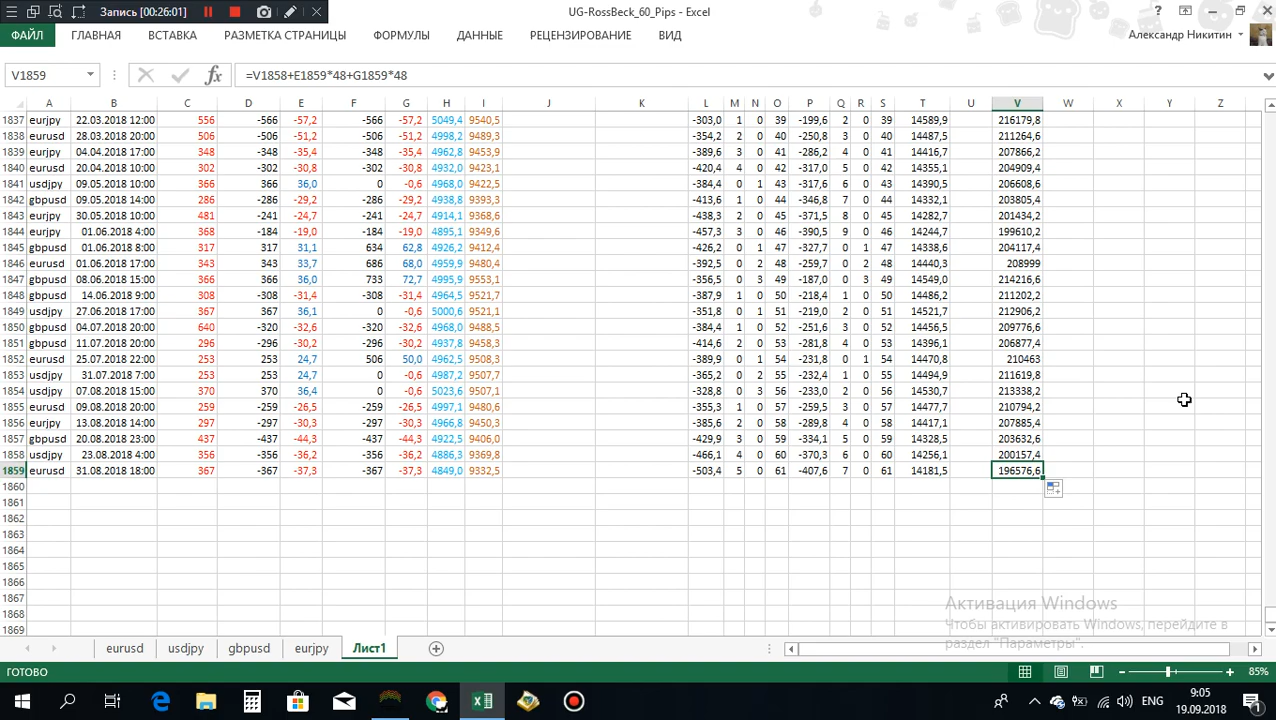 Запись [00:26:01]
UG-RossBeck_60_Pips - Excel
?
ФАЙЛ ГЛАВНАЯ ВСТАВКА РАЗМЕТКА СТРАНИЦЫ ФОРМУЛЫ ДАННЫЕ РЕЦЕНЗИРОВАНИЕ ВИД Александр Никитин
V1859 fx =V1858+E1859*48+G1859*48
A B C D E F G H I J K L M N O P Q R S T U V W X Y Z
1837 eurjpy 22.03.2018 12:00 556 -566 -57,2 -566 -57,2 5049,4 9540,5 -303,0 1 0 39 -199,6 2 0 39 14589,9 216179,8
1838 eurusd 28.03.2018 20:00 506 -506 -51,2 -506 -51,2 4998,2 9489,3 -354,2 2 0 40 -250,8 3 0 40 14487,5 211264,6
1839 eurjpy 04.04.2018 17:00 348 -348 -35,4 -348 -35,4 4962,8 9453,9 -389,6 3 0 41 -286,2 4 0 41 14416,7 207866,2
1840 eurusd 20.04.2018 10:00 302 -302 -30,8 -302 -30,8 4932,0 9423,1 -420,4 4 0 42 -317,0 5 0 42 14355,1 204909,4
1841 usdjpy 09.05.2018 10:00 366 366 36,0 0 -0,6 4968,0 9422,5 -384,4 0 1 43 -317,6 6 0 43 14390,5 206608,6
1842 gbpusd 09.05.2018 14:00 286 -286 -29,2 -286 -29,2 4938,8 9393,3 -413,6 1 0 44 -346,8 7 0 44 14332,1 203805,4
1843 eurjpy 30.05.2018 10:00 481 -241 -24,7 -241 -24,7 4914,1 9368,6 -438,3 2 0 45 -371,5 8 0 45 14282,7 201434,2
1844 eurjpy 01.06.2018 4:00 368 -184 -19,0 -184 -19,0 4895,1 9349,6 -457,3 3 0 46 -390,5 9 0 46 14244,7 199610,2
1845 gbpusd 01.06.2018 8:00 317 317 31,1 634 62,8 4926,2 9412,4 -426,2 0 1 47 -327,7 0 1 47 14338,6 204117,4
1846 eurusd 01.06.2018 17:00 343 343 33,7 686 68,0 4959,9 9480,4 -392,5 0 2 48 -259,7 0 2 48 14440,3 208999
1847 gbpusd 08.06.2018 15:00 366 366 36,0 733 72,7 4995,9 9553,1 -356,5 0 3 49 -187,0 0 3 49 14549,0 214216,6
1848 gbpusd 14.06.2018 9:00 308 -308 -31,4 -308 -31,4 4964,5 9521,7 -387,9 1 0 50 -218,4 1 0 50 14486,2 211202,2
1849 usdjpy 27.06.2018 17:00 367 367 36,1 0 -0,6 5000,6 9521,1 -351,8 0 1 51 -219,0 2 0 51 14521,7 212906,2
1850 gbpusd 04.07.2018 20:00 640 -320 -32,6 -320 -32,6 4968,0 9488,5 -384,4 1 0 52 -251,6 3 0 52 14456,5 209776,6
1851 gbpusd 11.07.2018 20:00 296 -296 -30,2 -296 -30,2 4937,8 9458,3 -414,6 2 0 53 -281,8 4 0 53 14396,1 206877,4
1852 eurusd 25.07.2018 22:00 253 253 24,7 506 50,0 4962,5 9508,3 -389,9 0 1 54 -231,8 0 1 54 14470,8 210463
1853 usdjpy 31.07.2018 7:00 253 253 24,7 0 -0,6 4987,2 9507,7 -365,2 0 2 55 -232,4 1 0 55 14494,9 211619,8
1854 usdjpy 07.08.2018 15:00 370 370 36,4 0 -0,6 5023,6 9507,1 -328,8 0 3 56 -233,0 2 0 56 14530,7 213338,2
1855 eurusd 09.08.2018 20:00 259 -259 -26,5 -259 -26,5 4997,1 9480,6 -355,3 1 0 57 -259,5 3 0 57 14477,7 210794,2
1856 eurjpy 13.08.2018 14:00 297 -297 -30,3 -297 -30,3 4966,8 9450,3 -385,6 2 0 58 -289,8 4 0 58 14417,1 207885,4
1857 gbpusd 20.08.2018 23:00 437 -437 -44,3 -437 -44,3 4922,5 9406,0 -429,9 3 0 59 -334,1 5 0 59 14328,5 203632,6
1858 usdjpy 23.08.2018 4:00 356 -356 -36,2 -356 -36,2 4886,3 9369,8 -466,1 4 0 60 -370,3 6 0 60 14256,1 200157,4
1859 eurusd 31.08.2018 18:00 367 -367 -37,3 -367 -37,3 4849,0 9332,5 -503,4 5 0 61 -407,6 7 0 61 14181,5 196576,6
1860
1861
1862
1863
1864
1865
1866
1867
1868
1869
Активация Windows
Чтобы активировать Windows, перейдите в
раздел "Параметры".
eurusd usdjpy gbpusd eurjpy Лист1
ГОТОВО 85%
ENG 9:05
19.09.2018
1